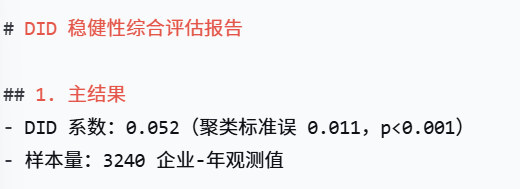 # DID 稳健性综合评估报告
## 1. 主结果
- DID 系数：0.052（聚类标准误 0.011，p<0.001）
- 样本量：3240 企业-年观测值